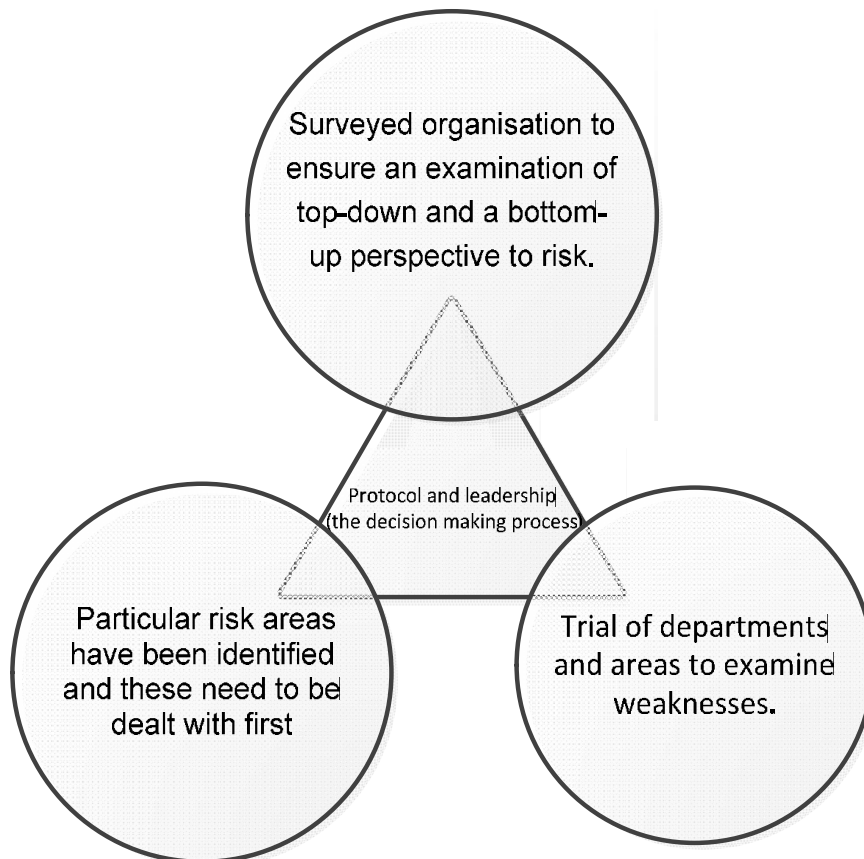 Surveyed organisation to
ensure an examination of
top-down and a bottom-
up perspective to risk.
Protocol and leadership
(the decision making process)
Particular risk areas
have been identified
and these need to be
dealt with first
Trial of departments
and areas to examine
weaknesses.